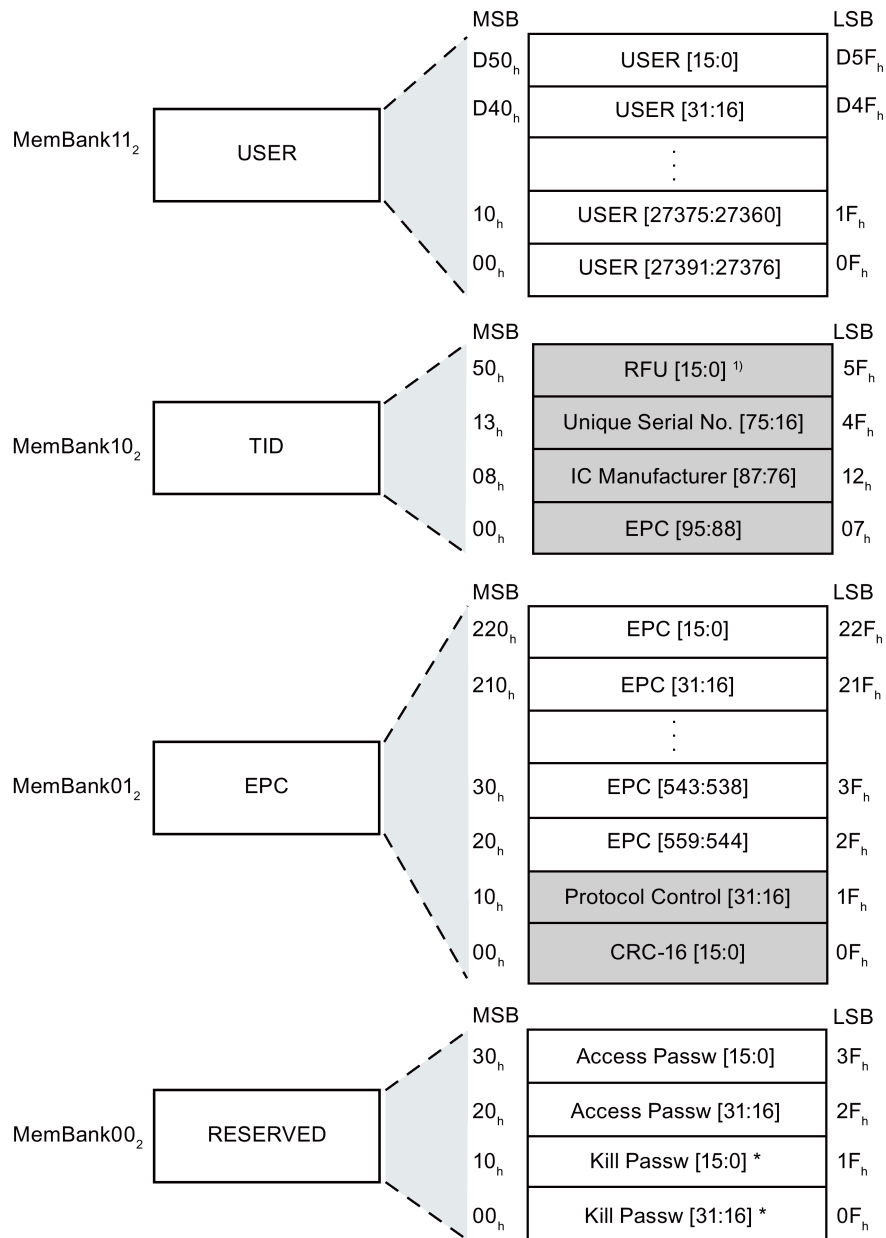 MSB LSB
D50h USER [15:0] D5Fh
D40h USER [31:16] D4Fh
MemBank112 USER
⋮
10h USER [27375:27360] 1Fh
00h USER [27391:27376] 0Fh
MSB LSB
50h RFU [15:0] 1) 5Fh
13h Unique Serial No. [75:16] 4Fh
MemBank102 TID
08h IC Manufacturer [87:76] 12h
00h EPC [95:88] 07h
MSB LSB
220h EPC [15:0] 22Fh
210h EPC [31:16] 21Fh
⋮
MemBank012 EPC
30h EPC [543:538] 3Fh
20h EPC [559:544] 2Fh
10h Protocol Control [31:16] 1Fh
00h CRC-16 [15:0] 0Fh
MSB LSB
30h Access Passw [15:0] 3Fh
20h Access Passw [31:16] 2Fh
MemBank002 RESERVED
10h Kill Passw [15:0] * 1Fh
00h Kill Passw [31:16] * 0Fh